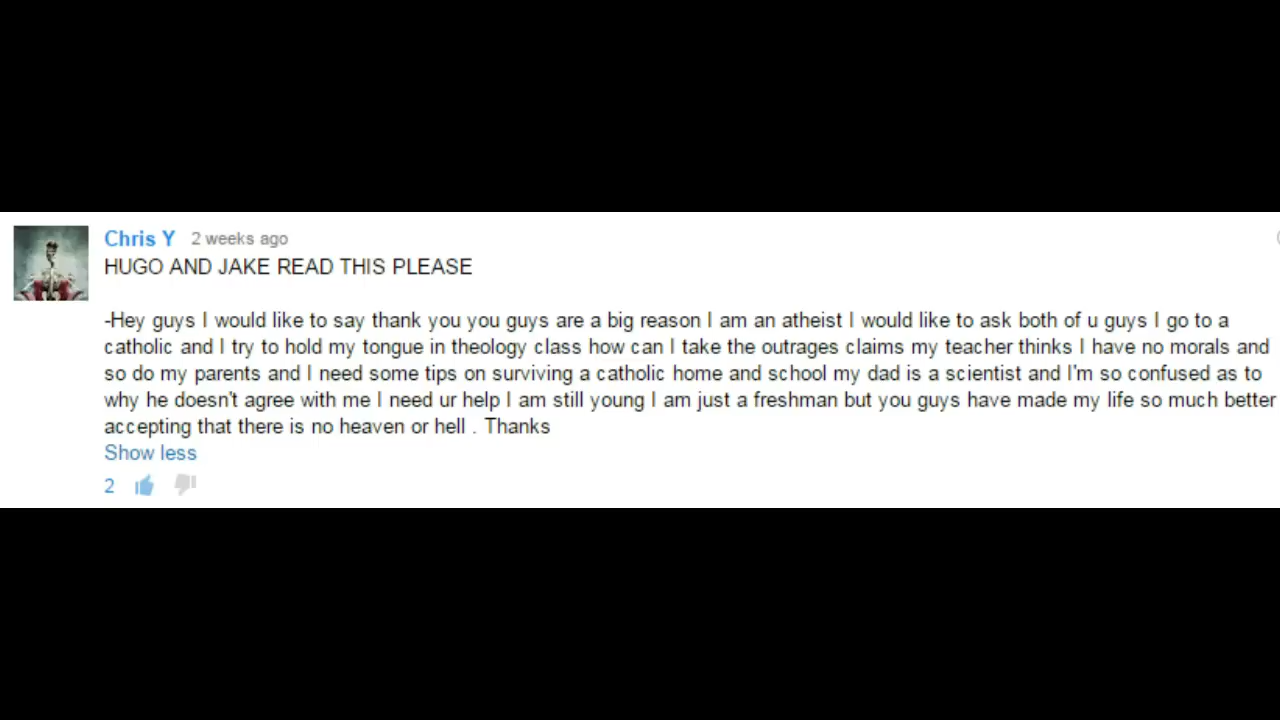 Chris Y 2 weeks ago
HUGO AND JAKE READ THIS PLEASE
-Hey guys I would like to say thank you you guys are a big reason I am an atheist I would like to ask both of u guys I go to a
catholic and I try to hold my tongue in theology class how can I take the outrages claims my teacher thinks I have no morals and
so do my parents and I need some tips on surviving a catholic home and school my dad is a scientist and I'm so confused as to
why he doesn't agree with me I need ur help I am still young I am just a freshman but you guys have made my life so much better
accepting that there is no heaven or hell . Thanks
Show less
2